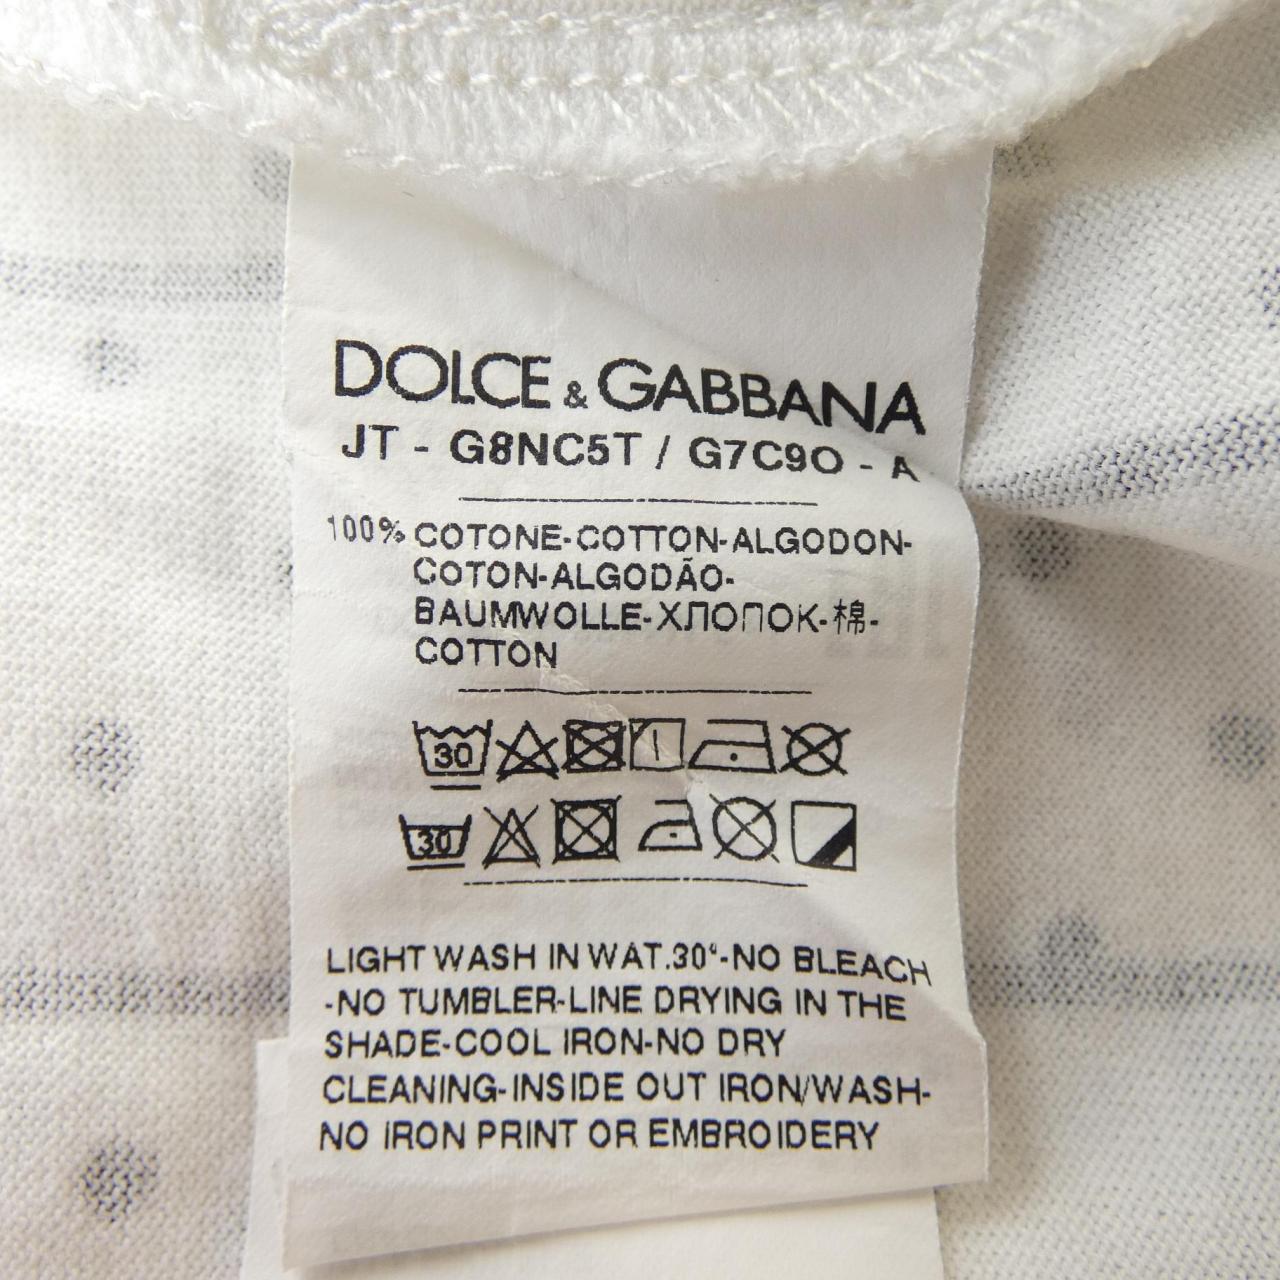 DOLCE & GABBANA
JT - G8NC5T / G7C9O - A
100% COTONE-COTTON-ALGODON-
COTON-ALGODÃO-
BAUMWOLLE-ХЛОПОК-棉-
COTTON
30
30
LIGHT WASH IN WAT.30°-NO BLEACH
-NO TUMBLER-LINE DRYING IN THE
SHADE-COOL IRON-NO DRY
CLEANING-INSIDE OUT IRON/WASH-
NO IRON PRINT OR EMBROIDERY